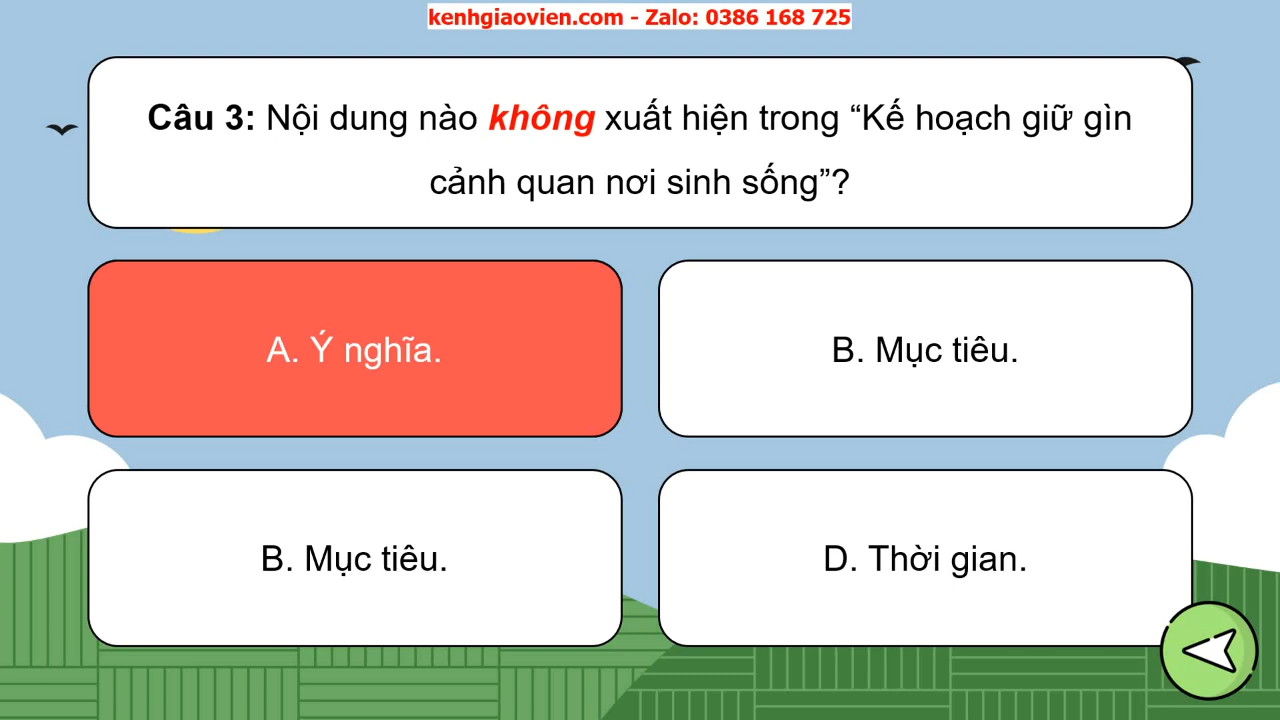 kenhgiaovien.com - Zalo: 0386 168 725
Câu 3: Nội dung nào không xuất hiện trong “Kế hoạch giữ gìn
cảnh quan nơi sinh sống”?
A. Ý nghĩa.
B. Mục tiêu.
B. Mục tiêu.
D. Thời gian.